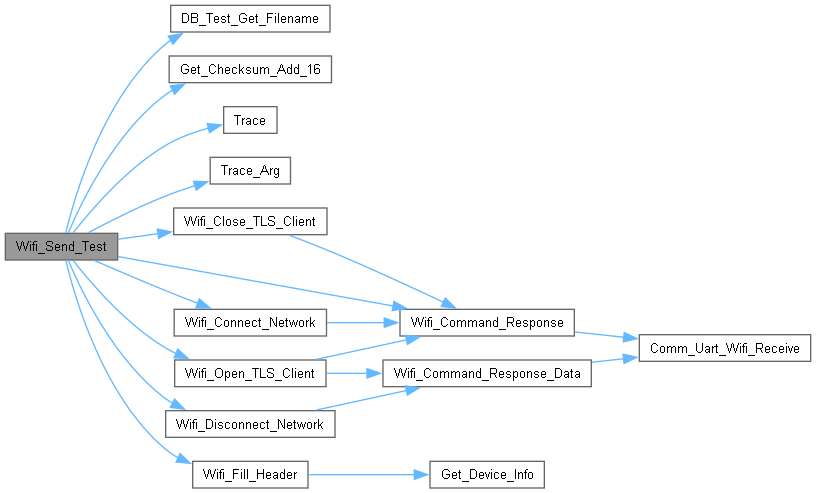 DB_Test_Get_Filename
Get_Checksum_Add_16
Trace
Trace_Arg
Wifi_Close_TLS_Client
Wifi_Send_Test
Wifi_Connect_Network
Wifi_Command_Response
Comm_Uart_Wifi_Receive
Wifi_Open_TLS_Client
Wifi_Command_Response_Data
Wifi_Disconnect_Network
Wifi_Fill_Header
Get_Device_Info